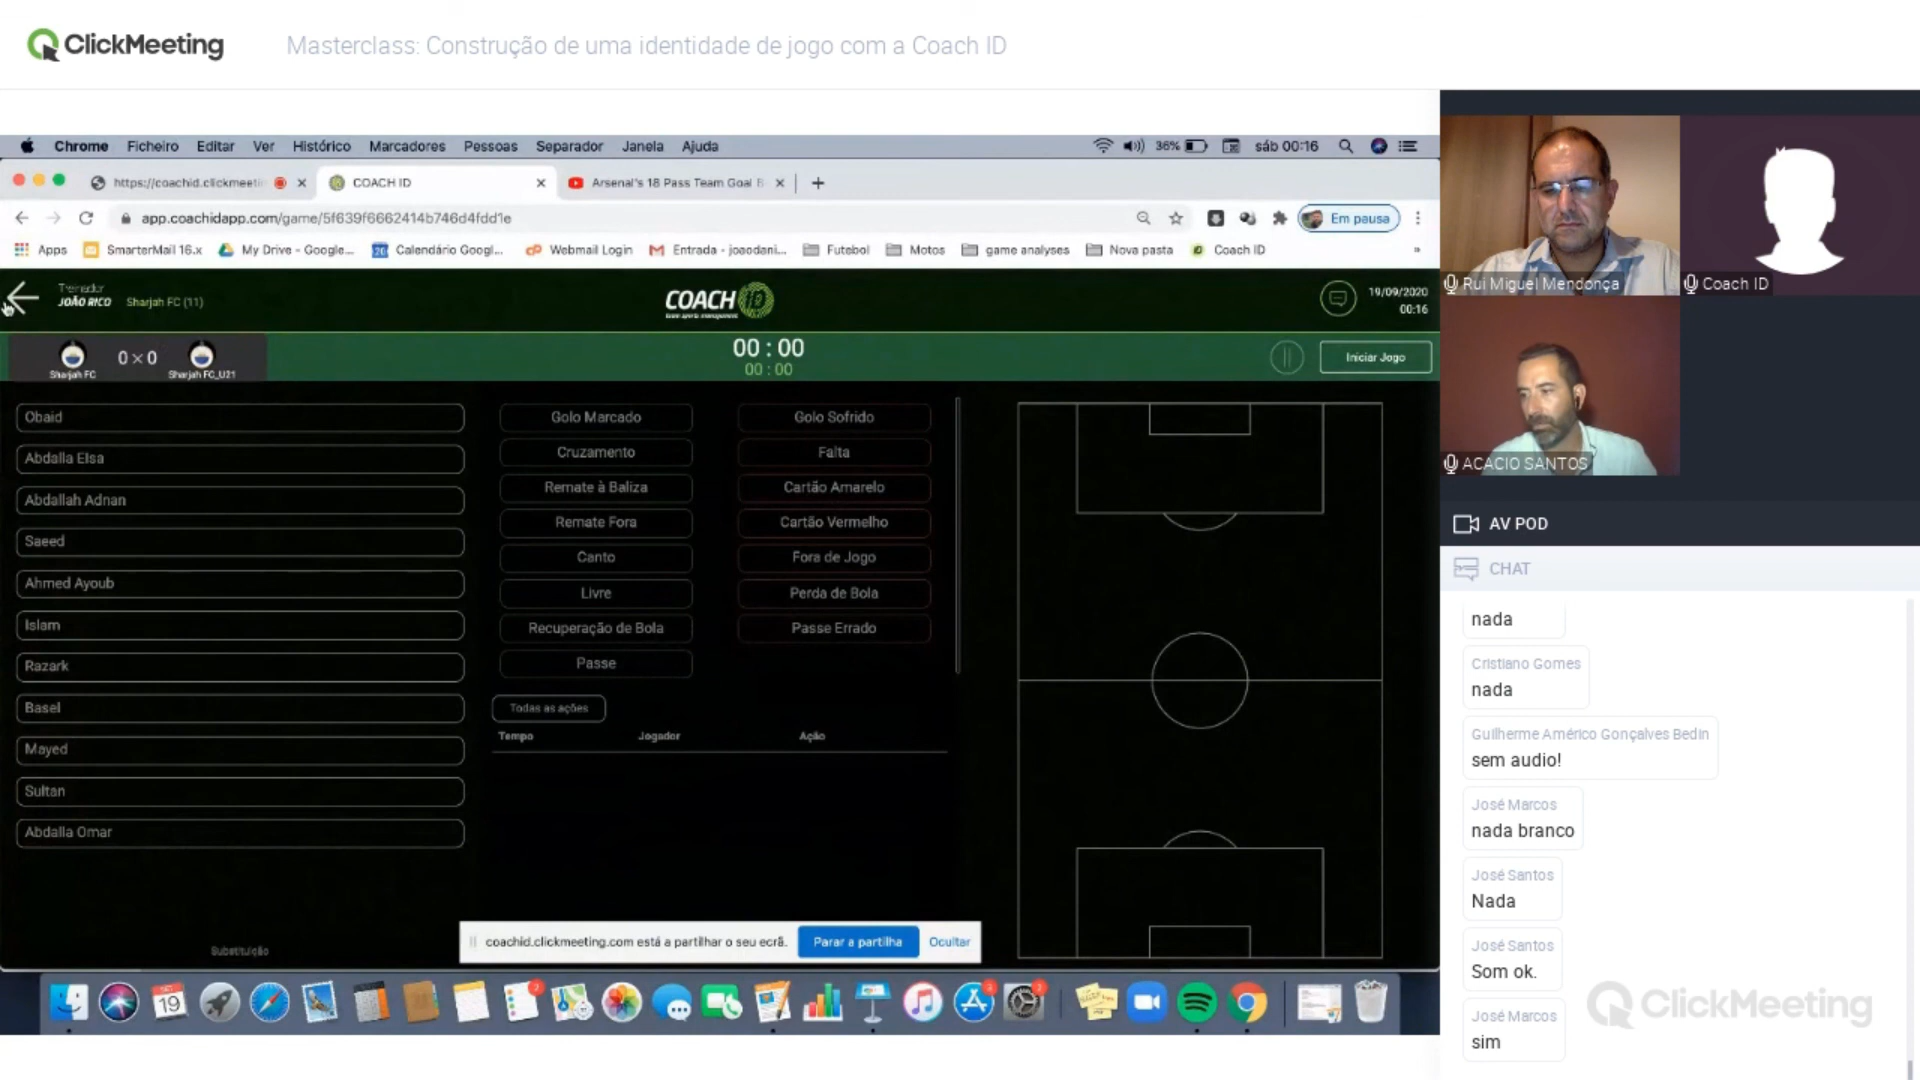 ClickMeeting
Masterclass: Construção de uma identidade de jogo com a Coach ID
Chrome Ficheiro Editar Ver Histórico Marcadores Pessoas Separador Janela Ajuda
36% sáb 00:16
https://coachid.clickmeeti
COACH ID
Arsenal's 18 Pass Team Goal B
app.coachidapp.com/game/5f639f6662414b746d4fdd1e
Em pausa
Apps SmarterMail 16.x My Drive - Google... Calendário Googl... Webmail Login Entrada - joaodani... Futebol Motos game analyses Nova pasta Coach ID
Treinador
JOÃO RICO Sharjah FC (11)
COACH iD
19/09/2020
00:16
Sharjah FC
0 × 0
Sharjah FC_U21
00 : 00
00 : 00
Iniciar Jogo
Obaid
Abdalla Elsa
Abdallah Adnan
Saeed
Ahmed Ayoub
Islam
Razark
Basel
Mayed
Sultan
Abdalla Omar
Substituição
Golo Marcado
Cruzamento
Remate à Baliza
Remate Fora
Canto
Livre
Recuperação de Bola
Passe
Golo Sofrido
Falta
Cartão Amarelo
Cartão Vermelho
Fora de Jogo
Perda de Bola
Passe Errado
Todas as ações
Tempo Jogador Ação
coachid.clickmeeting.com está a partilhar o seu ecrã. Parar a partilha Ocultar
19
Rui Miguel Mendonça
Coach ID
ACACIO SANTOS
AV POD
CHAT
nada
Cristiano Gomes
nada
Guilherme Américo Gonçalves Bedin
sem audio!
José Marcos
nada branco
José Santos
Nada
José Santos
Som ok.
José Marcos
sim
ClickMeeting